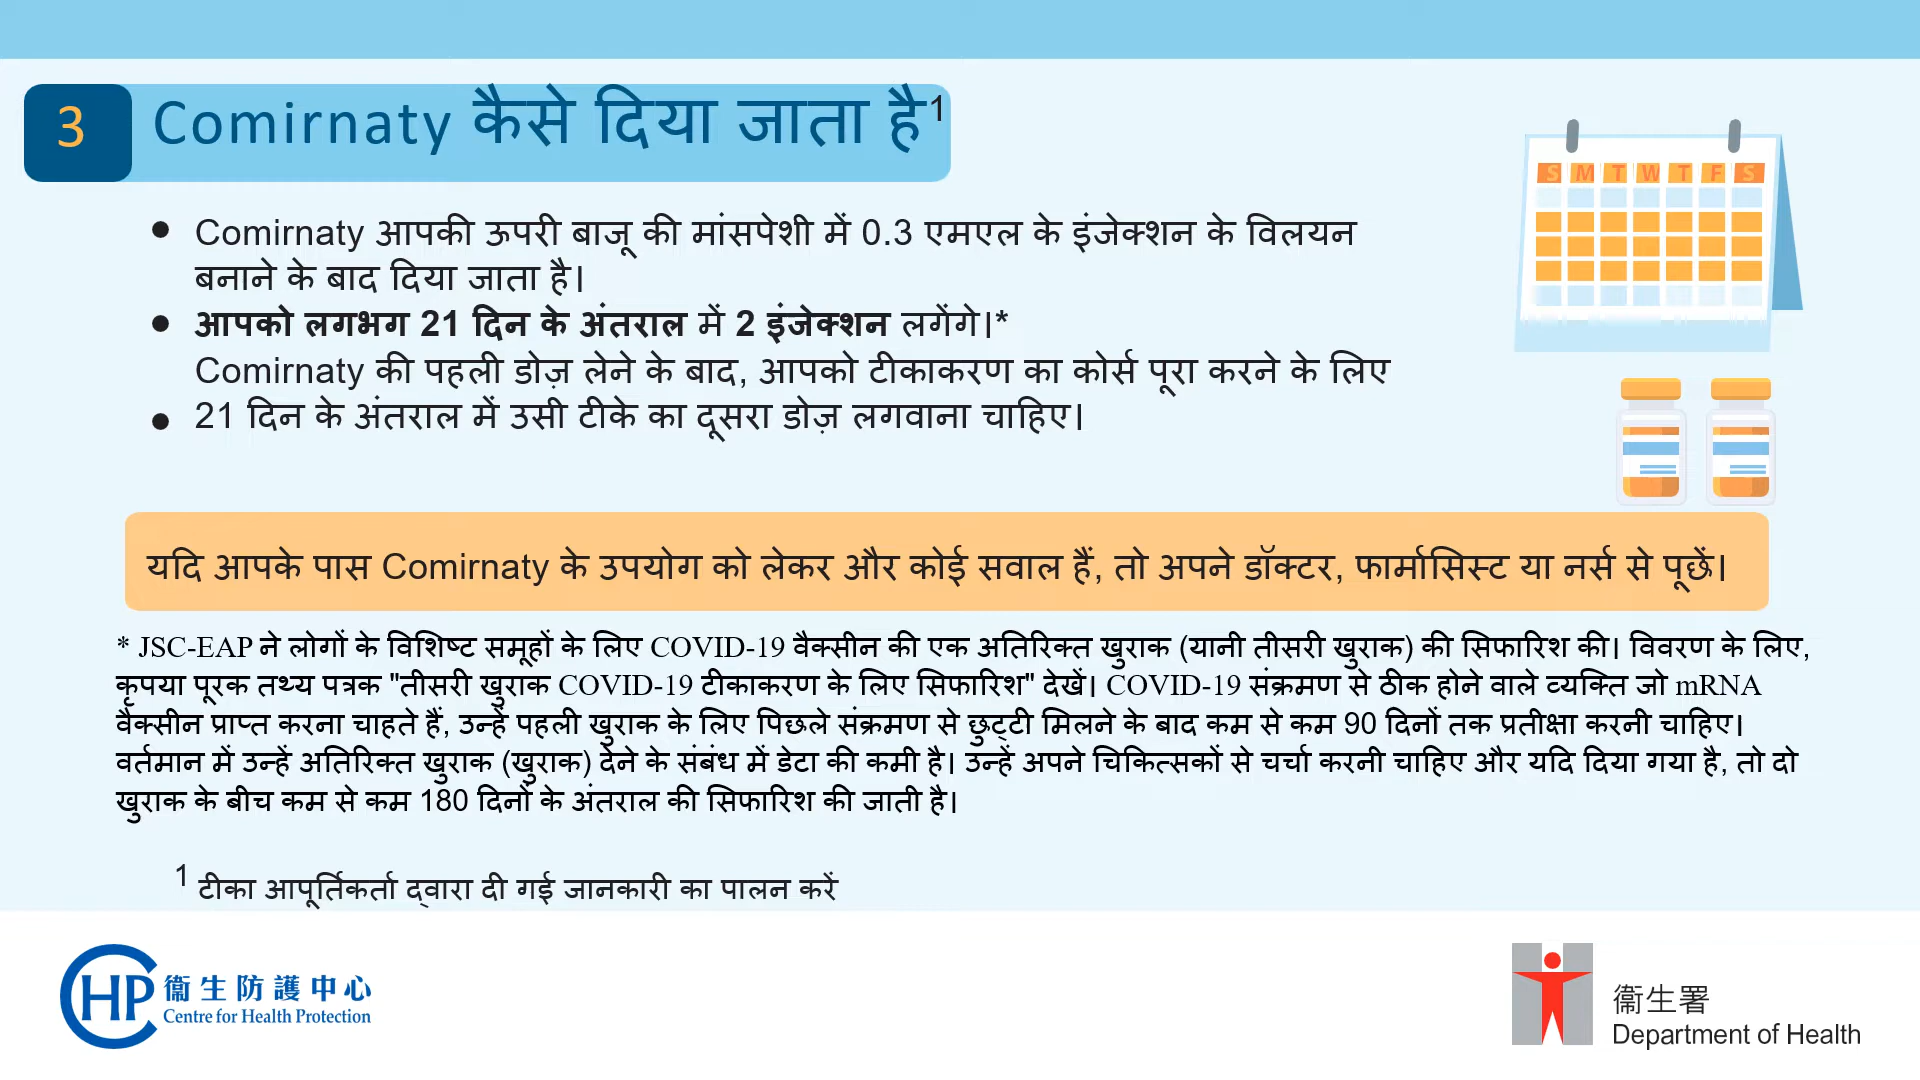 3
Comirnaty कैसे दिया जाता है¹
S M T W T F S
● Comirnaty आपकी ऊपरी बाजू की मांसपेशी में 0.3 एमएल के इंजेक्शन के विलयन
बनाने के बाद दिया जाता है।
● आपको लगभग 21 दिन के अंतराल में 2 इंजेक्शन लगेंगे।*
Comirnaty की पहली डोज़ लेने के बाद, आपको टीकाकरण का कोर्स पूरा करने के लिए
● 21 दिन के अंतराल में उसी टीके का दूसरा डोज़ लगवाना चाहिए।
यदि आपके पास Comirnaty के उपयोग को लेकर और कोई सवाल हैं, तो अपने डॉक्टर, फार्मासिस्ट या नर्स से पूछें।
* JSC-EAP ने लोगों के विशिष्ट समूहों के लिए COVID-19 वैक्सीन की एक अतिरिक्त खुराक (यानी तीसरी खुराक) की सिफारिश की। विवरण के लिए,
कृपया पूरक तथ्य पत्रक "तीसरी खुराक COVID-19 टीकाकरण के लिए सिफारिश" देखें। COVID-19 संक्रमण से ठीक होने वाले व्यक्ति जो mRNA
वैक्सीन प्राप्त करना चाहते हैं, उन्हें पहली खुराक के लिए पिछले संक्रमण से छुट्टी मिलने के बाद कम से कम 90 दिनों तक प्रतीक्षा करनी चाहिए।
वर्तमान में उन्हें अतिरिक्त खुराक (खुराक) देने के संबंध में डेटा की कमी है। उन्हें अपने चिकित्सकों से चर्चा करनी चाहिए और यदि दिया गया है, तो दो
खुराक के बीच कम से कम 180 दिनों के अंतराल की सिफारिश की जाती है।
¹ टीका आपूर्तिकर्ता द्वारा दी गई जानकारी का पालन करें
CHP 衞生防護中心
Centre for Health Protection
衞生署
Department of Health